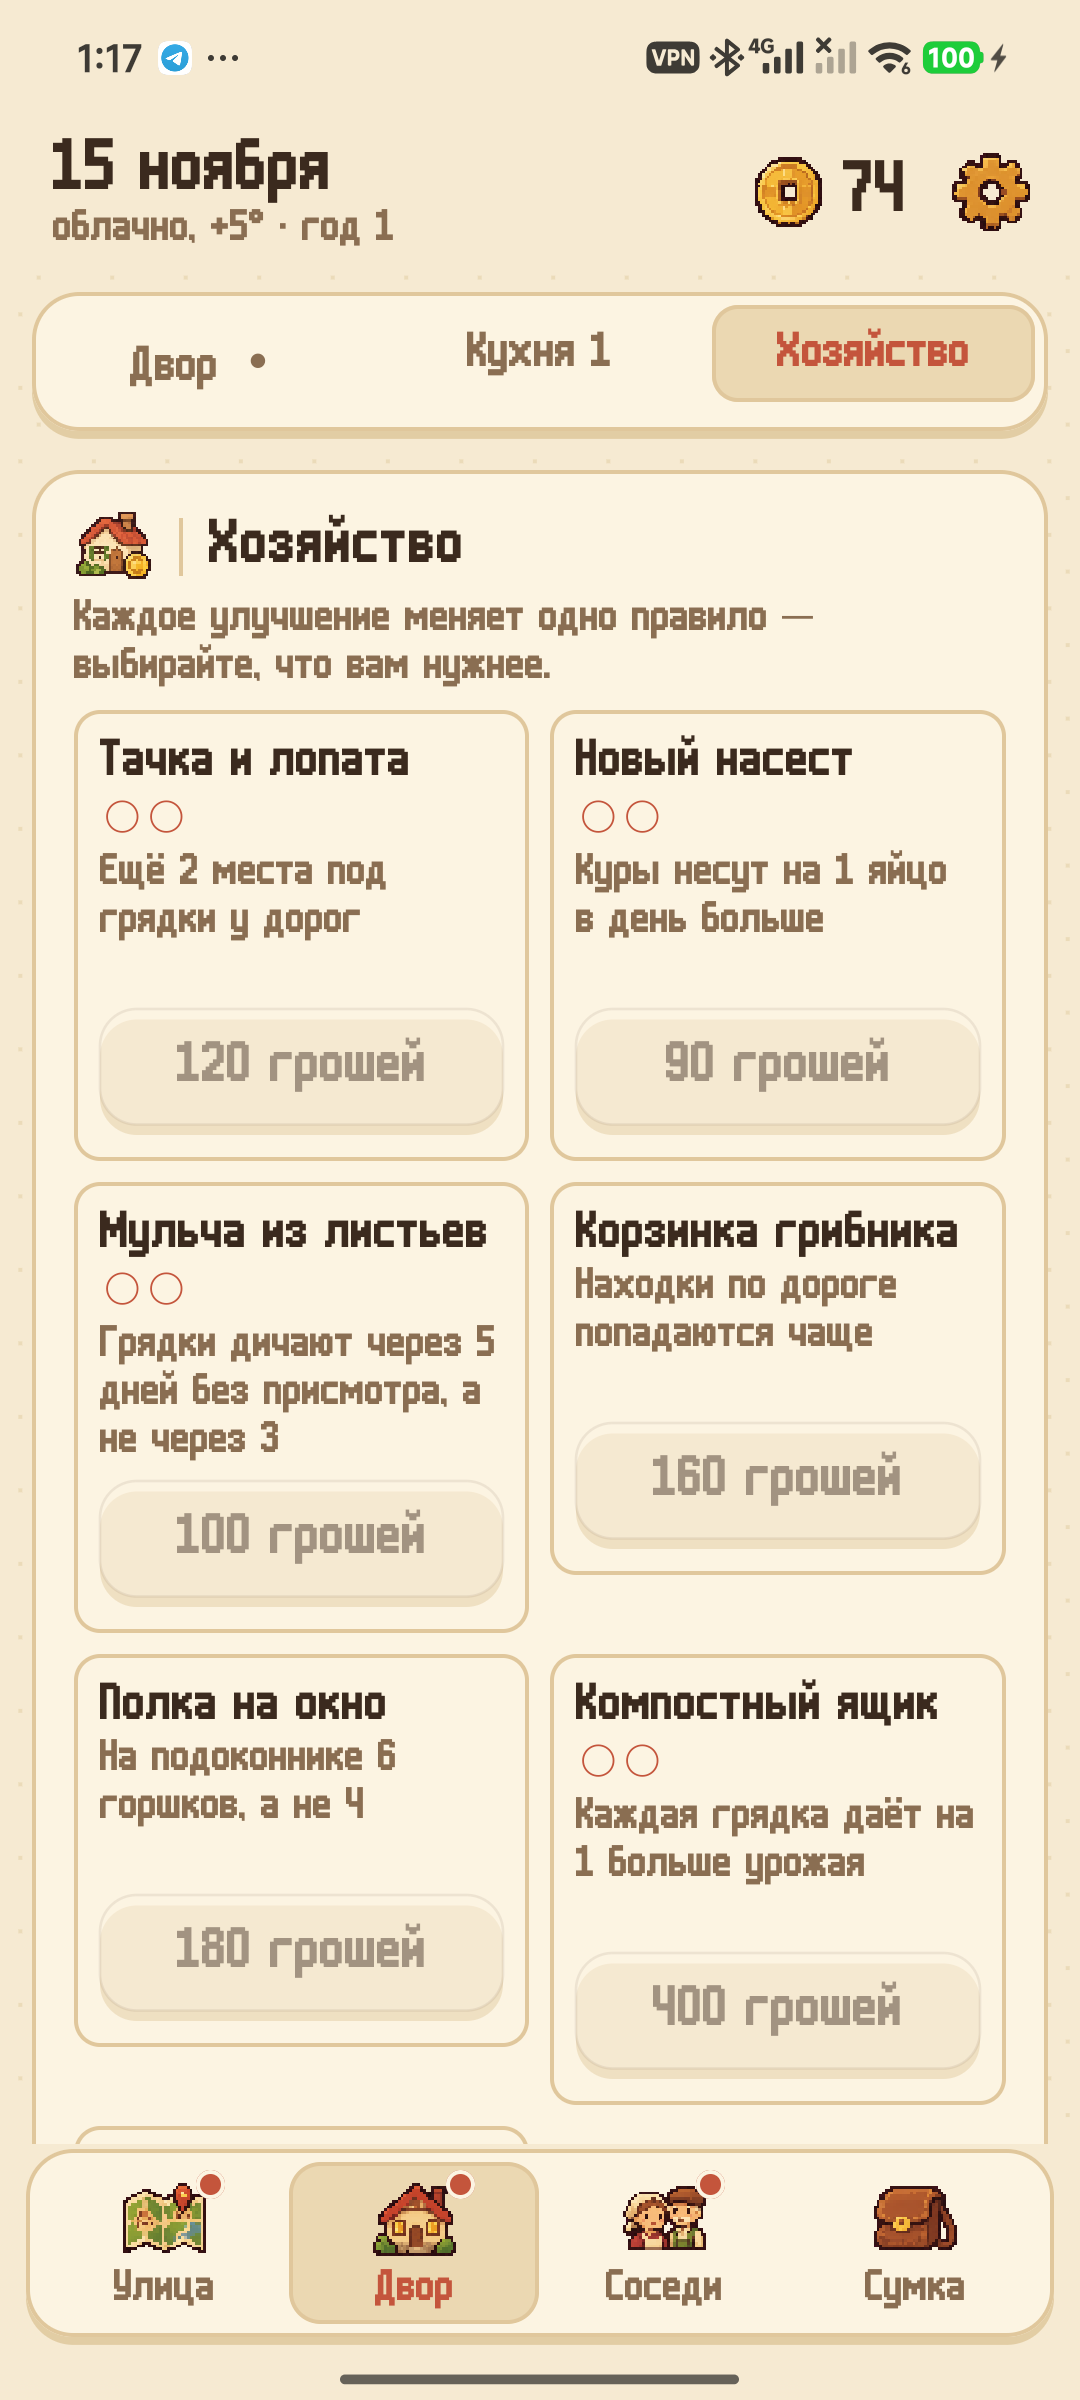 1:17
VPN
4G
6
100
15 ноября
облачно, +5° · год 1
74
Двор •
Кухня 1
Хозяйство
Хозяйство
Каждое улучшение меняет одно правило —
выбирайте, что вам нужнее.
Тачка и лопата
Ещё 2 места под
грядки у дорог
120 грошей
Новый насест
Куры несут на 1 яйцо
в день больше
90 грошей
Мульча из листьев
Грядки дичают через 5
дней без присмотра, а
не через 3
100 грошей
Корзинка грибника
Находки по дороге
попадаются чаще
160 грошей
Полка на окно
На подоконнике 6
горшков, а не 4
180 грошей
Компостный ящик
Каждая грядка даёт на
1 больше урожая
400 грошей
Улица
Двор
Соседи
Сумка